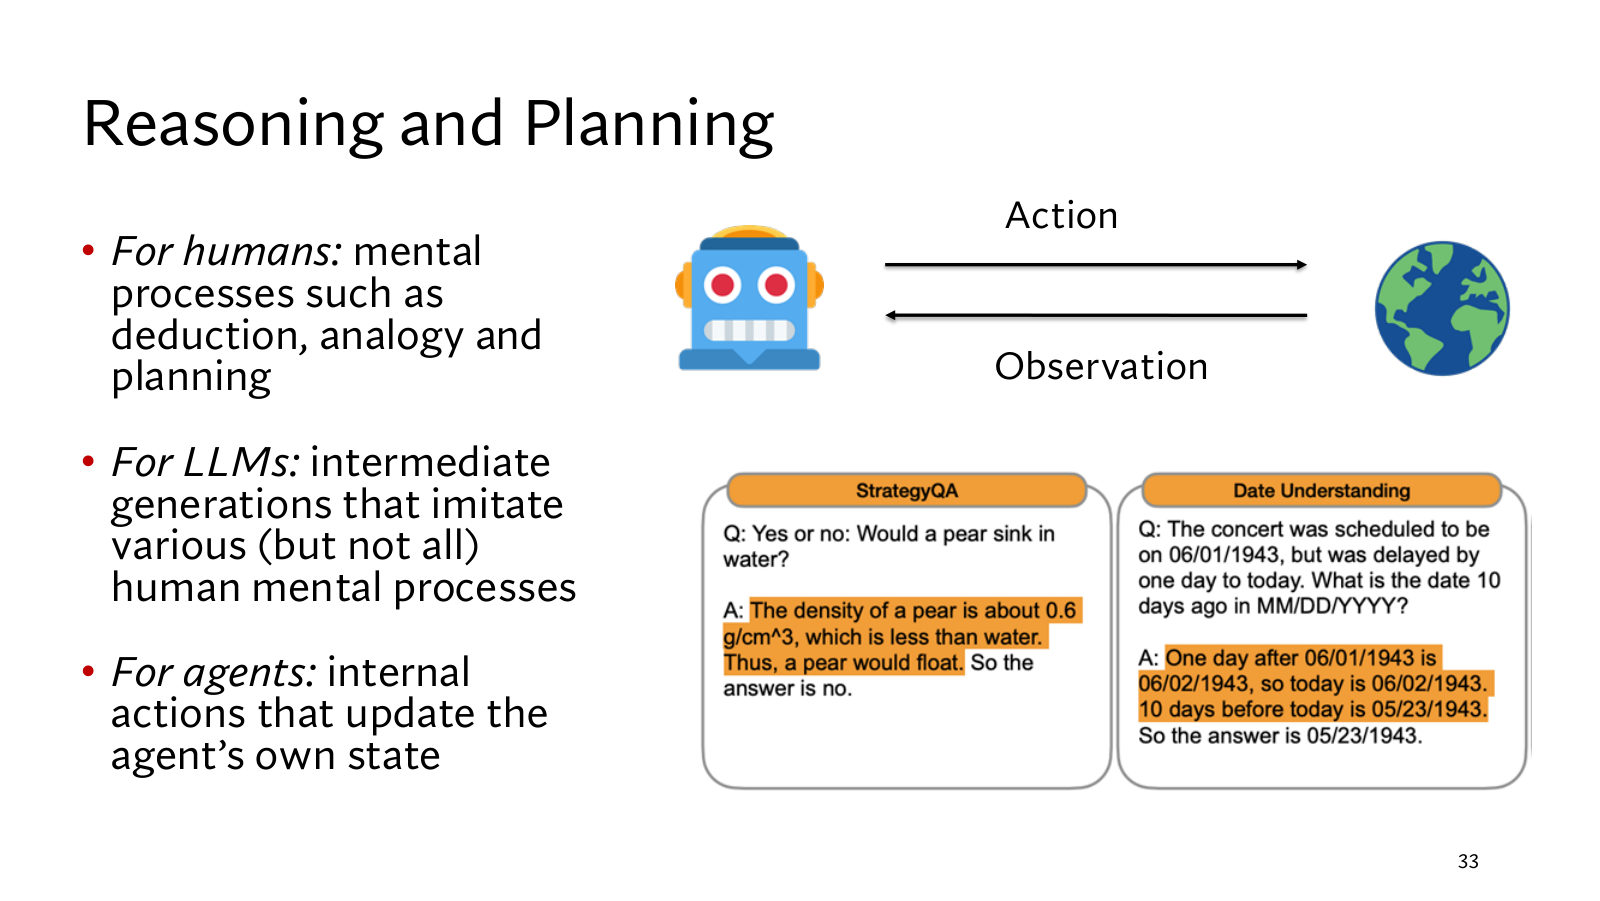 Reasoning and Planning
• For humans: mental
processes such as
deduction, analogy and
planning
• For LLMs: intermediate
generations that imitate
various (but not all)
human mental processes
• For agents: internal
actions that update the
agent’s own state
Action
Observation
StrategyQA
Q: Yes or no: Would a pear sink in
water?
A: The density of a pear is about 0.6
g/cm^3, which is less than water.
Thus, a pear would float. So the
answer is no.
Date Understanding
Q: The concert was scheduled to be
on 06/01/1943, but was delayed by
one day to today. What is the date 10
days ago in MM/DD/YYYY?
A: One day after 06/01/1943 is
06/02/1943, so today is 06/02/1943.
10 days before today is 05/23/1943.
So the answer is 05/23/1943.
33